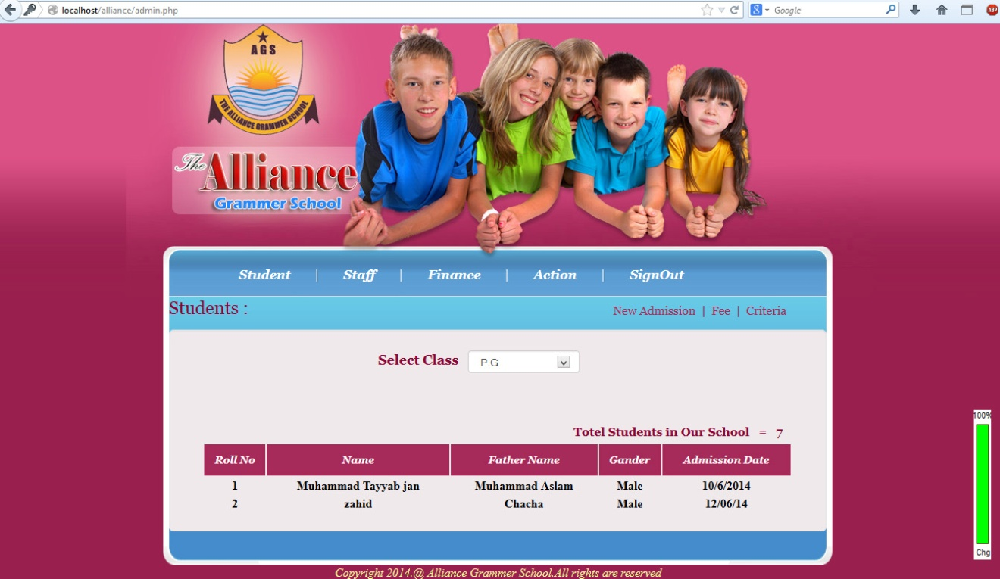 localhost/alliance/admin.php
Google
ABP
AGS
THE ALLIANCE GRAMMER SCHOOL
The Alliance
Grammer School
Student | Staff | Finance | Action | SignOut
Students :
New Admission | Fee | Criteria
Select Class P.G
Totel Students in Our School = 7
Roll No Name Father Name Gander Admission Date
1 Muhammad Tayyab jan Muhammad Aslam Male 10/6/2014
2 zahid Chacha Male 12/06/14
100%
Chg
Copyright 2014.@ Alliance Grammer School.All rights are reserved